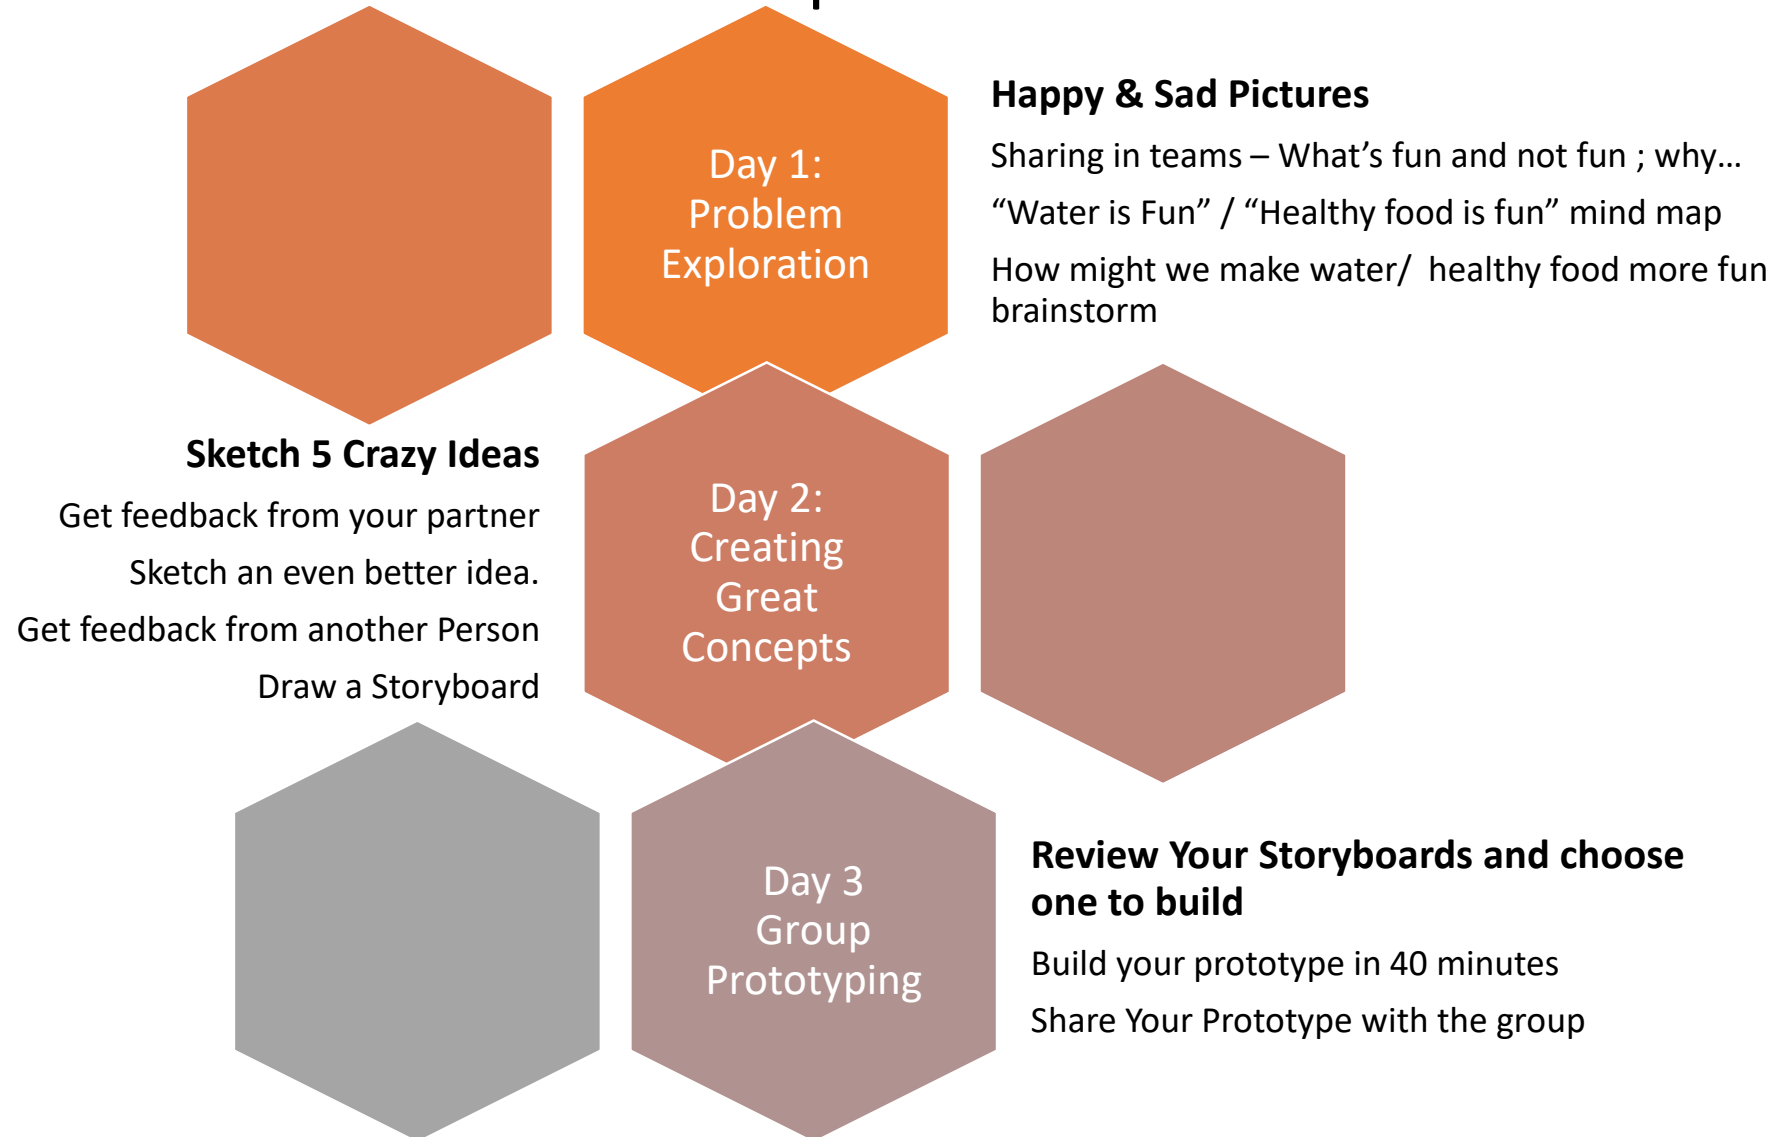 Day 1:
Problem
Exploration
Happy & Sad Pictures
Sharing in teams – What’s fun and not fun ; why…
“Water is Fun” / “Healthy food is fun” mind map
How might we make water/  healthy food more fun
brainstorm
Sketch 5 Crazy Ideas
Get feedback from your partner
Sketch an even better idea.
Get feedback from another Person
Draw a Storyboard
Day 2:
Creating
Great
Concepts
Day 3
Group
Prototyping
Review Your Storyboards and choose
one to build
Build your prototype in 40 minutes
Share Your Prototype with the group